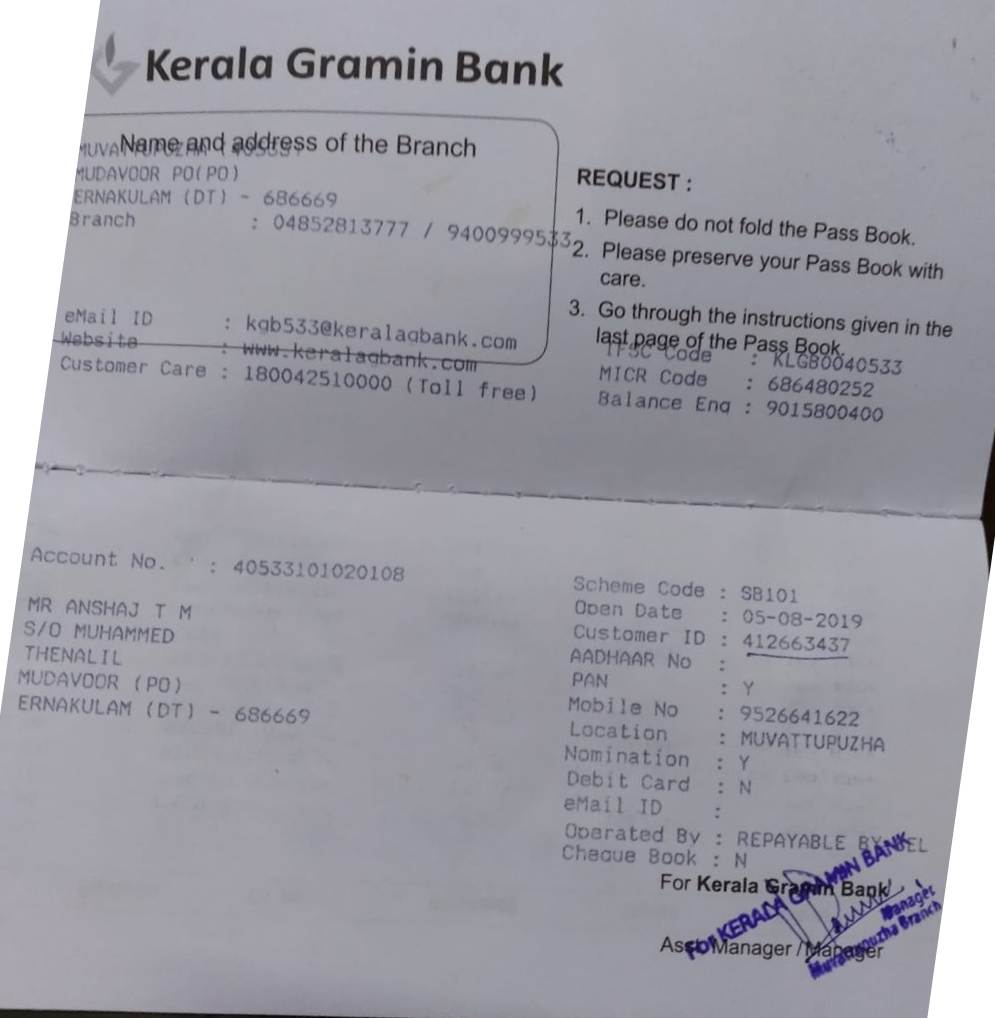 Kerala Gramin Bank
Name and address of the Branch
MUDAVOOR PO(PO)
ERNAKULAM (DT) - 686669
Branch : 04852813777 / 9400999533
eMail ID : kgb533@keralagbank.com
Website : www.keralagbank.com
Customer Care : 180042510000 (Toll free)
REQUEST :
1. Please do not fold the Pass Book.
2. Please preserve your Pass Book with
care.
3. Go through the instructions given in the
last page of the Pass Book.
IFSC Code : KLGB0040533
MICR Code : 686480252
Balance Enq : 9015800400
Account No. : 40533101020108
MR ANSHAJ T M
S/O MUHAMMED
THENALIL
MUDAVOOR (PO)
ERNAKULAM (DT) - 686669
Scheme Code : SB101
Open Date : 05-08-2019
Customer ID : 412663437
AADHAAR No :
PAN : Y
Mobile No : 9526641622
Location : MUVATTUPUZHA
Nomination : Y
Debit Card : N
eMail ID :
Operated By : REPAYABLE BY SEL
Cheque Book : N
For Kerala Gramin Bank
For KERALA GRAMIN BANK
Manager
Muvattupuzha Branch
Asst Manager / Manager